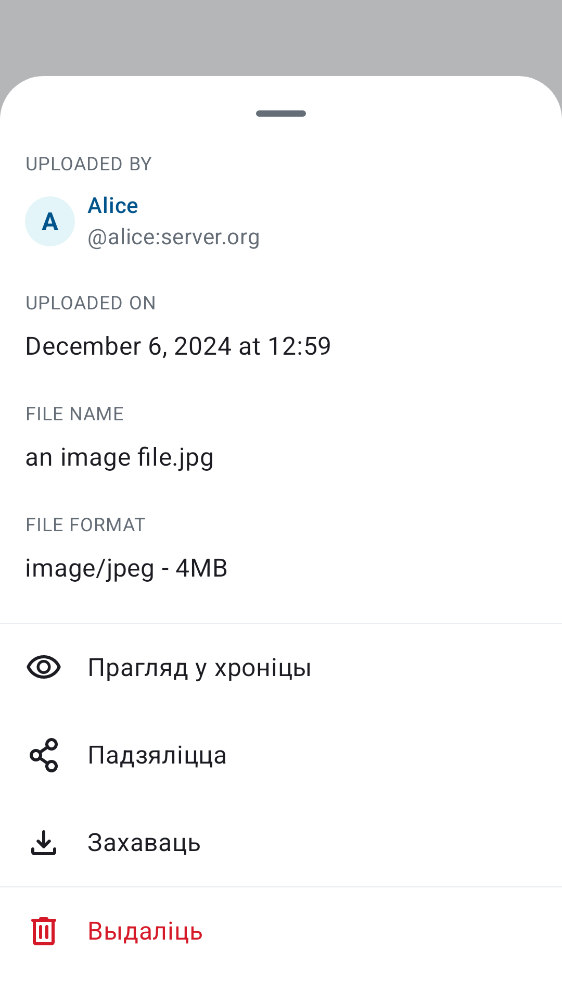 UPLOADED BY
A
Alice
@alice:server.org
UPLOADED ON
December 6, 2024 at 12:59
FILE NAME
an image file.jpg
FILE FORMAT
image/jpeg - 4MB
Прагляд у хроніцы
Падзяліцца
Захаваць
Выдаліць